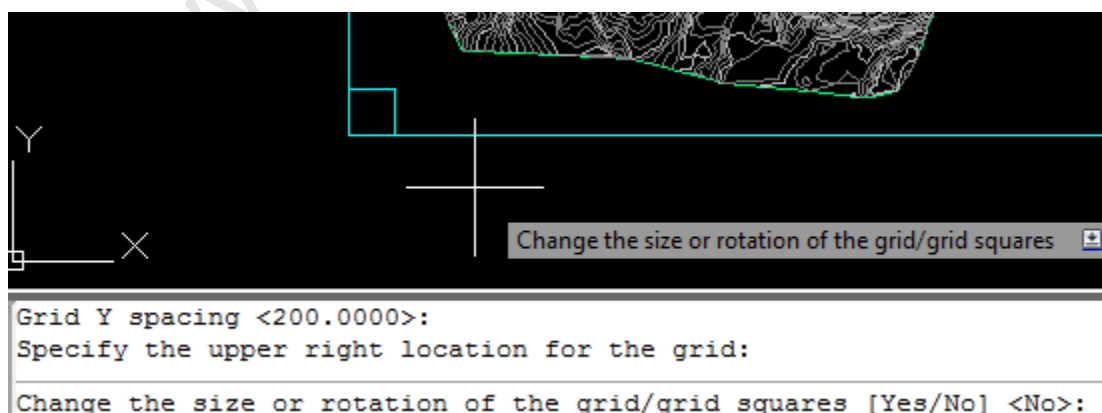 Y
X
Change the size or rotation of the grid/grid squares
Grid Y spacing <200.0000>:
Specify the upper right location for the grid:
Change the size or rotation of the grid/grid squares [Yes/No] <No>: